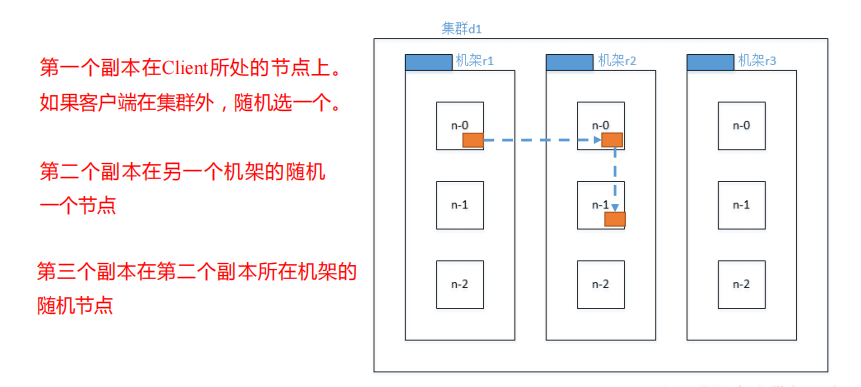 集群d1
机架r1
机架r2
机架r3
第一个副本在Client所处的节点上。
如果客户端在集群外，随机选一个。
第二个副本在另一个机架的随机
一个节点
第三个副本在第二个副本所在机架的
随机节点
n-0
n-0
n-0
n-1
n-1
n-1
n-2
n-2
n-2